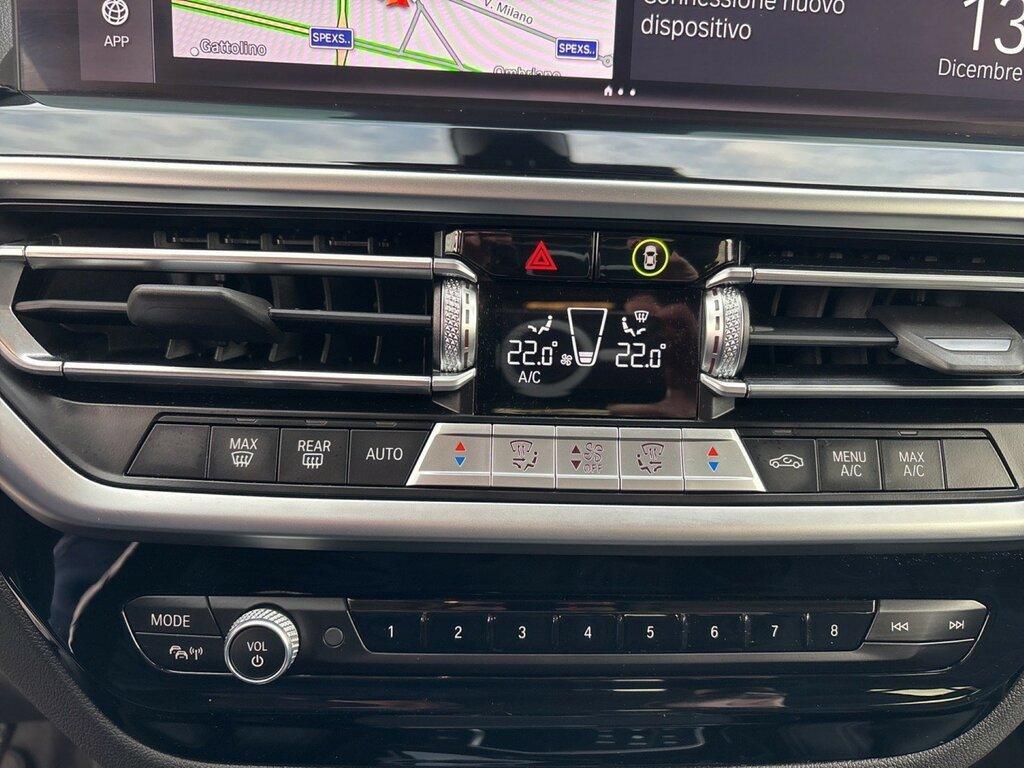 APP
Gattolino
SPEXS..
V. Milano
SPEXS..
Ombriano
Connessione nuovo
dispositivo
13
Dicembre
22.0°
22.0°
A/C
MAX
REAR
AUTO
OFF
MENU
A/C
MAX
A/C
MODE
VOL
1 2 3 4 5 6 7 8